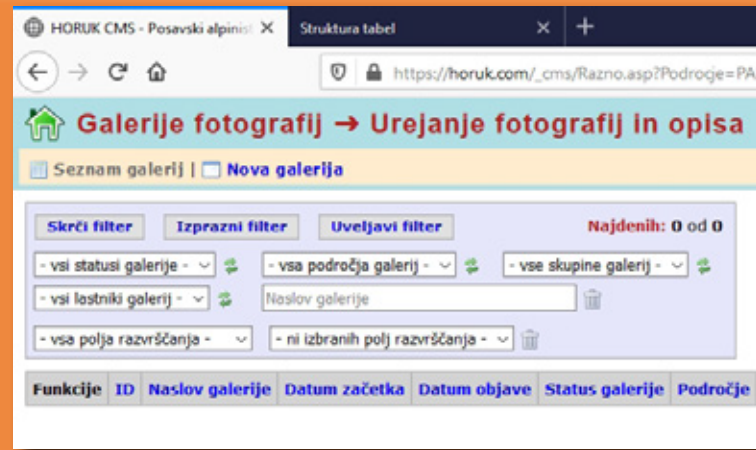 HORUK CMS - Posavski alpinist Struktura tabel
https://horuk.com/_cms/Razno.asp?Podrocje=PA
Galerije fotografij → Urejanje fotografij in opisa
Seznam galerij | Nova galerija
Skrči filter Izprazni filter Uveljavi filter Najdenih: 0 od 0
- vsi statusi galerije - - vsa področja galerij - - vse skupine galerij -
- vsi lastniki galerij - Naslov galerije
- vsa polja razvrščanja - - ni izbranih polj razvrščanja -
Funkcije ID Naslov galerije Datum začetka Datum objave Status galerije Področje